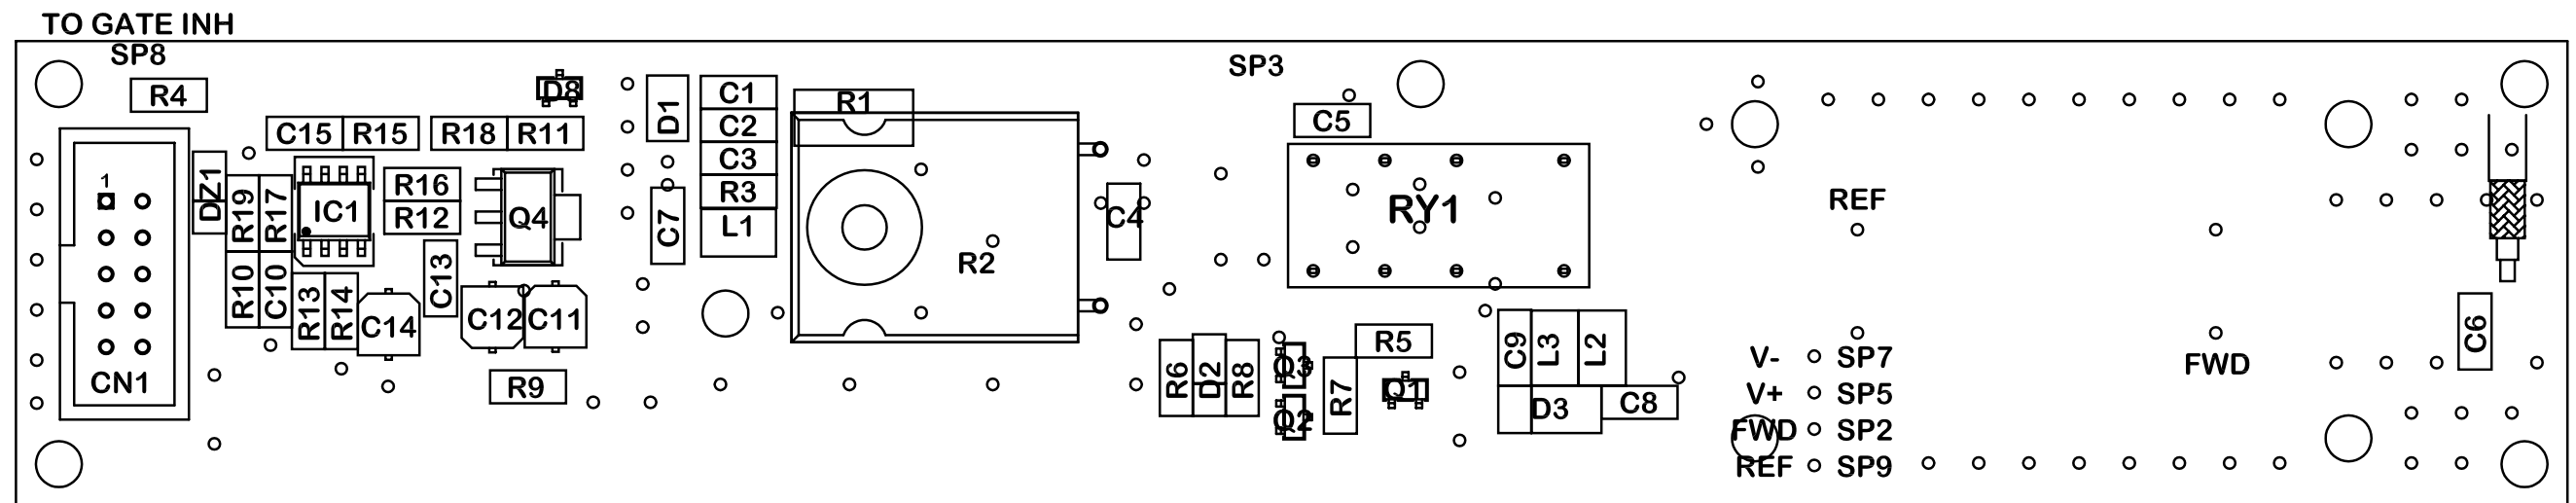 TO GATE INH
SP8
SP3
R4
D8
D1
C1
R1
C5
C15 R15 R18 R11
C2
C3
R3
L1
1
DZ1
R19 R17
IC1
R16
R12
Q4
C7
R2
C4
RY1
REF
R10 C10
R13 R14
C14
C13
C12 C11
C6
CN1
R9
R6 D2 R8
Q3
Q2
R7
R5
Q1
C9 L3 L2
D3
C8
V- SP7
V+ SP5
FWD SP2
REF SP9
FWD